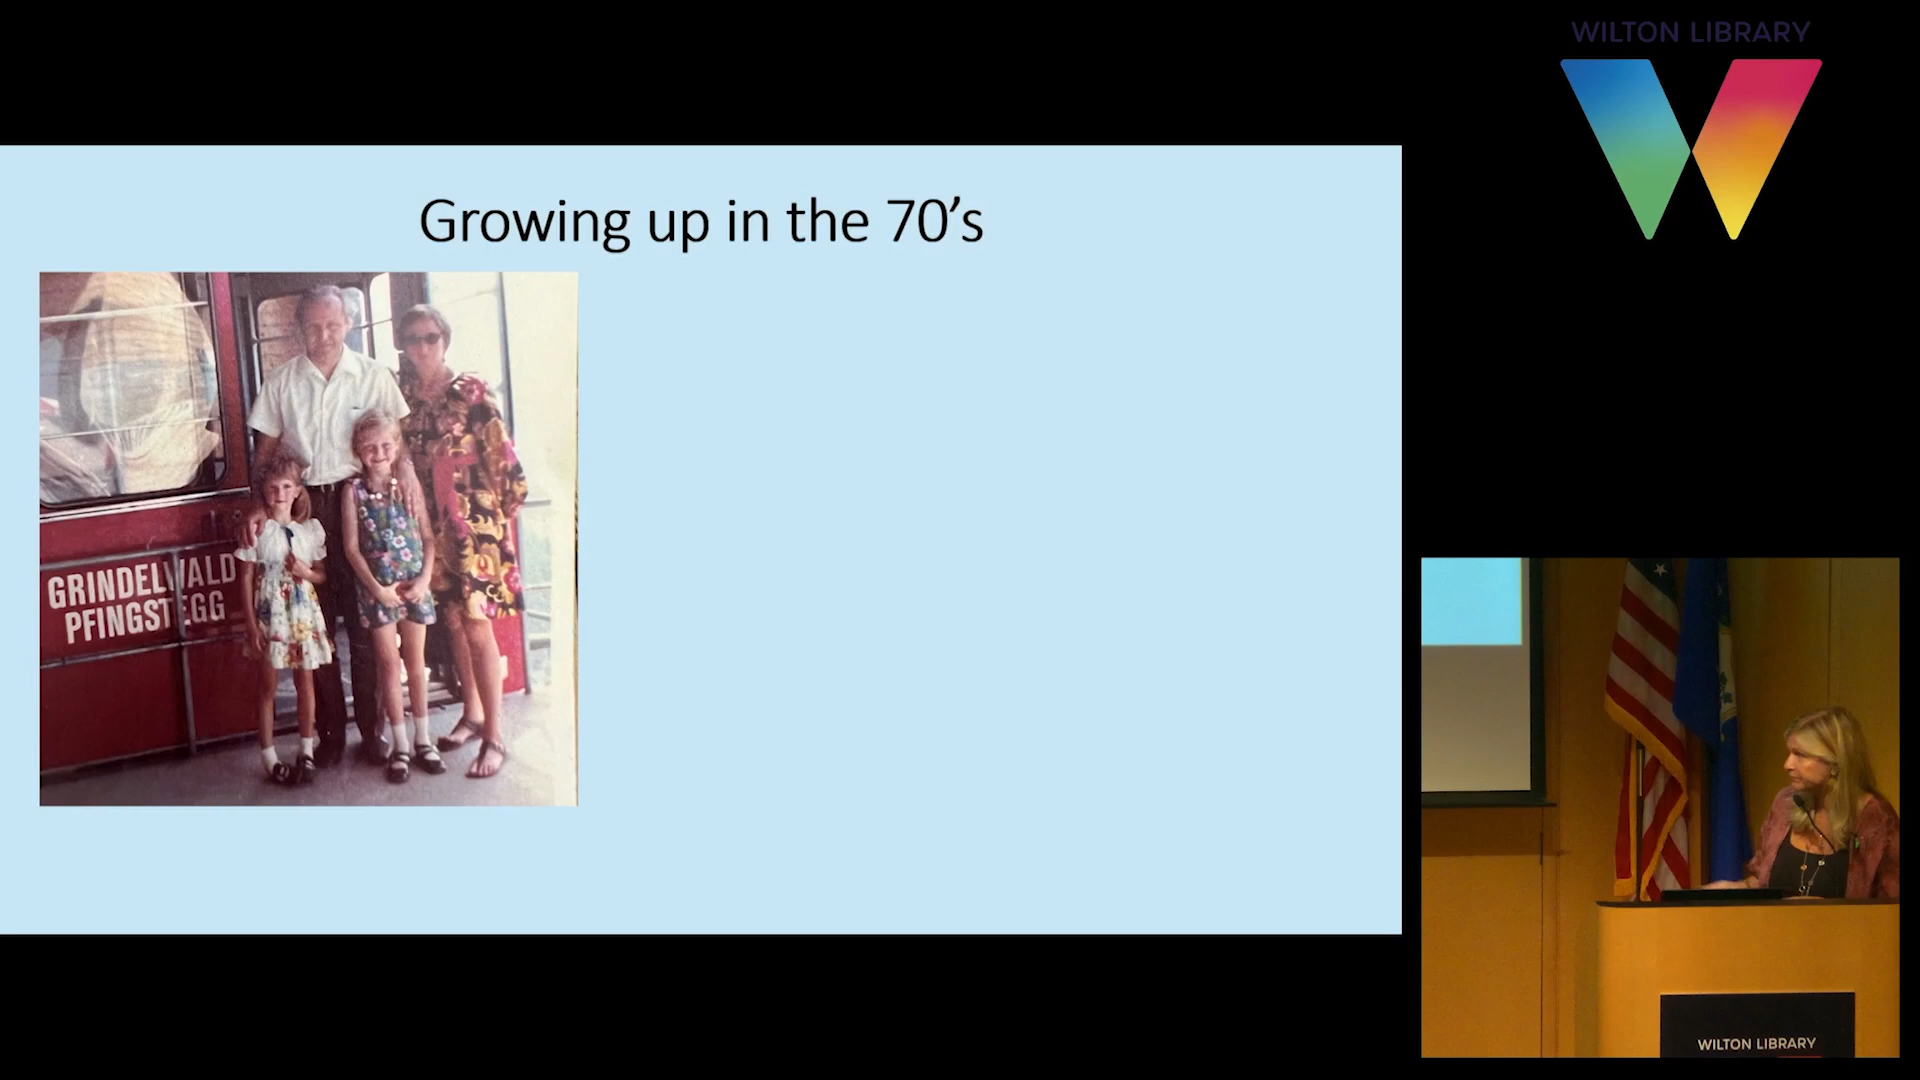 WILTON LIBRARY
Growing up in the 70's
GRINDELWALD
PFINGSTEGG
WILTON LIBRARY